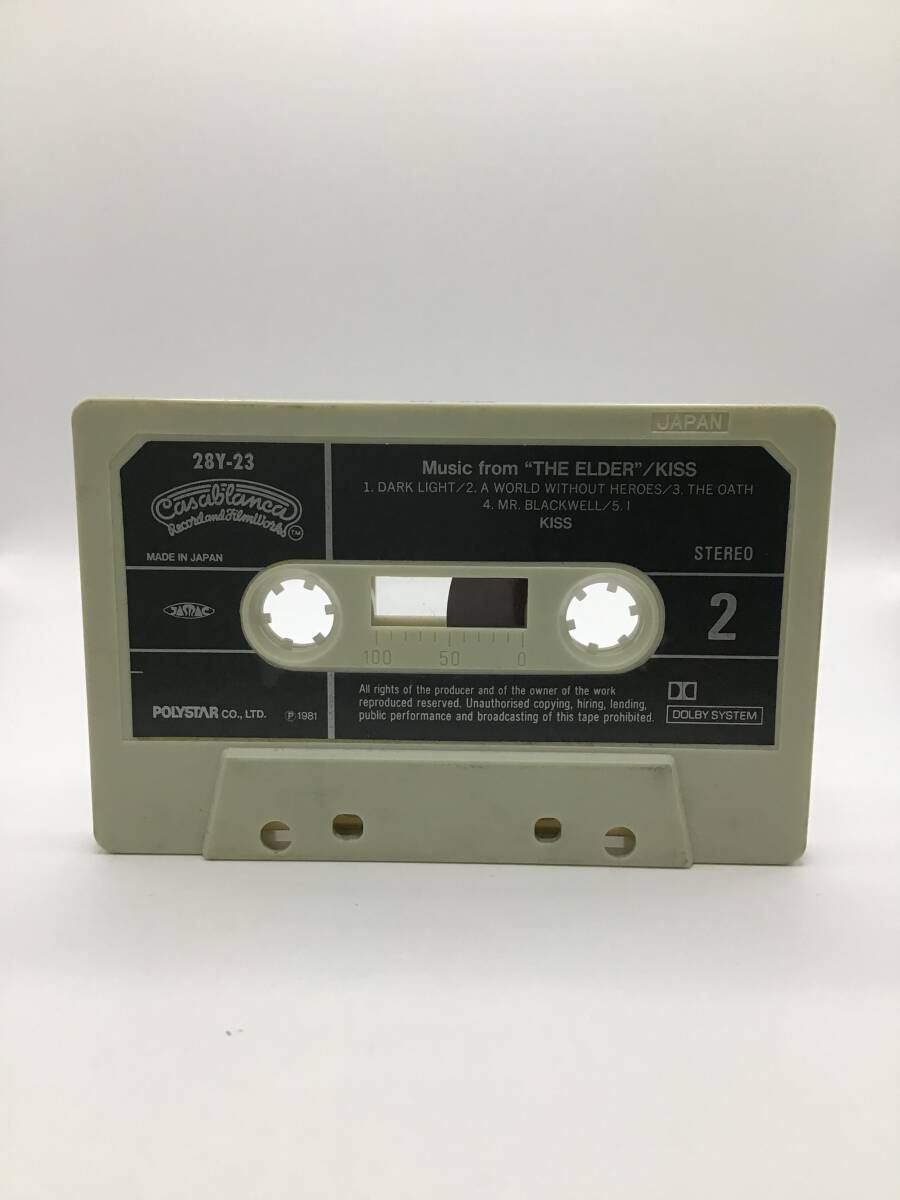 JAPAN
28Y-23
Casablanca
Record and FilmWorks TM
MADE IN JAPAN
Music from “THE ELDER”/KISS
1. DARK LIGHT/2. A WORLD WITHOUT HEROES/3. THE OATH
4. MR. BLACKWELL/5. I
KISS
STEREO
JASRAC
100 50 0
2
POLYSTAR CO., LTD. Ⓟ1981
All rights of the producer and of the owner of the work
reproduced reserved. Unauthorised copying, hiring, lending,
public performance and broadcasting of this tape prohibited.
DOLBY SYSTEM